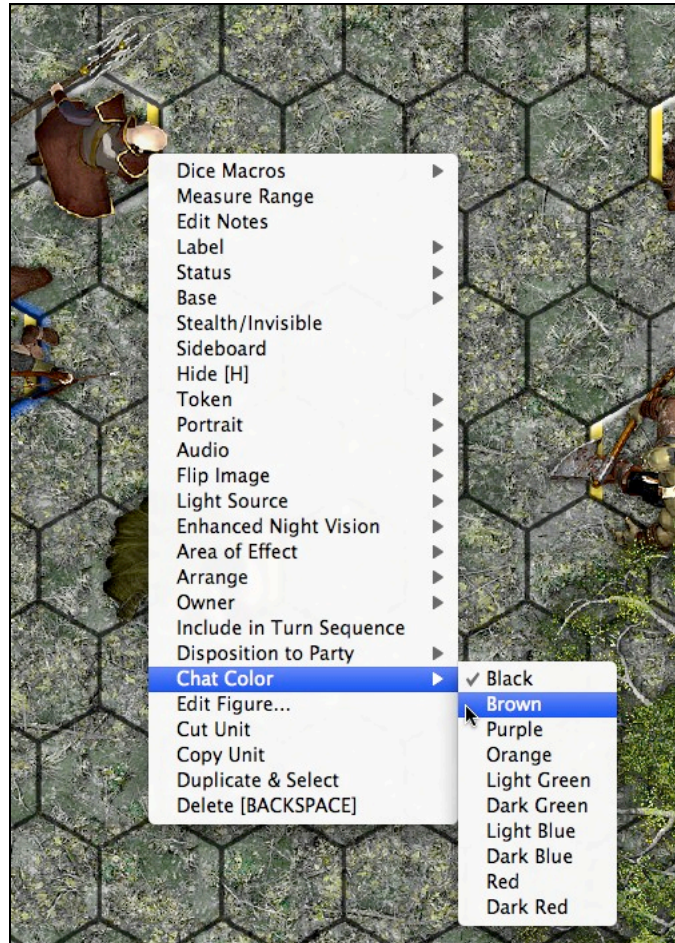 Dice Macros
Measure Range
Edit Notes
Label
Status
Base
Stealth/Invisible
Sideboard
Hide [H]
Token
Portrait
Audio
Flip Image
Light Source
Enhanced Night Vision
Area of Effect
Arrange
Owner
Include in Turn Sequence
Disposition to Party
Chat Color
Edit Figure...
Cut Unit
Copy Unit
Duplicate & Select
Delete [BACKSPACE]
Black
Brown
Purple
Orange
Light Green
Dark Green
Light Blue
Dark Blue
Red
Dark Red